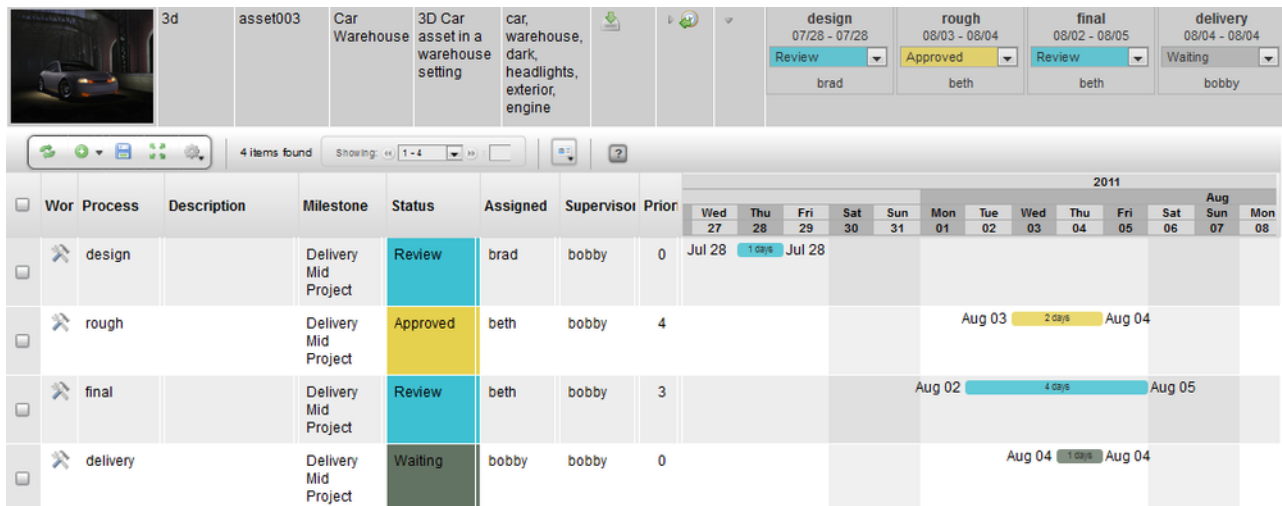 3d
asset003
Car
Warehouse
3D Car
asset in a
warehouse
setting
car,
warehouse,
dark,
headlights,
exterior,
engine
design
07/28 - 07/28
Review
brad
rough
08/03 - 08/04
Approved
beth
final
08/02 - 08/05
Review
beth
delivery
08/04 - 08/04
Waiting
bobby
4 items found
Showing:
1 - 4
?
2011
Aug
Wor Process Description Milestone Status Assigned Supervisor Priori
Wed Thu Fri Sat Sun Mon Tue Wed Thu Fri Sat Sun Mon
27 28 29 30 31 01 02 03 04 05 06 07 08
design Delivery Review brad bobby 0 Jul 28 1 days Jul 28
Mid
Project
rough Delivery Approved beth bobby 4 Aug 03 2 days Aug 04
Mid
Project
final Delivery Review beth bobby 3 Aug 02 4 days Aug 05
Mid
Project
delivery Delivery Waiting bobby bobby 0 Aug 04 1 days Aug 04
Mid
Project